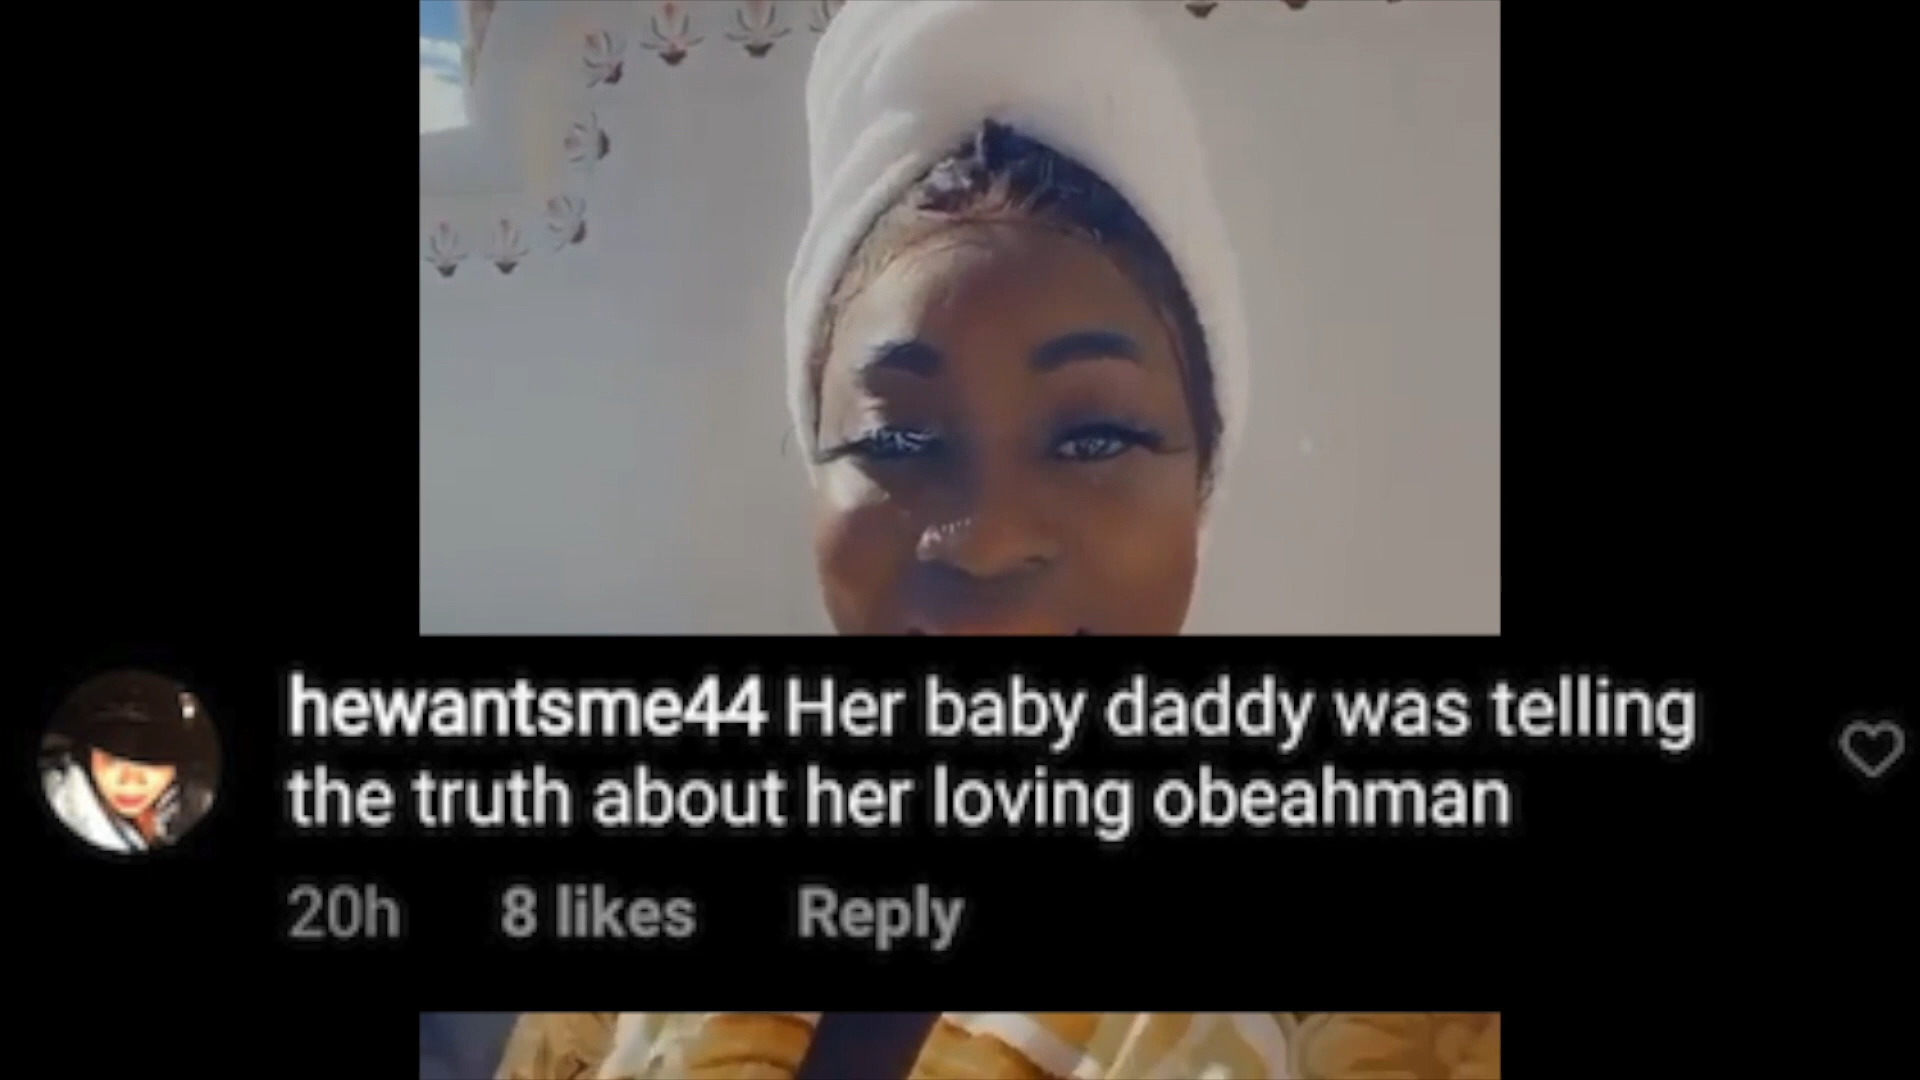 hewantsme44 Her baby daddy was telling
the truth about her loving obeahman
20h 8 likes Reply